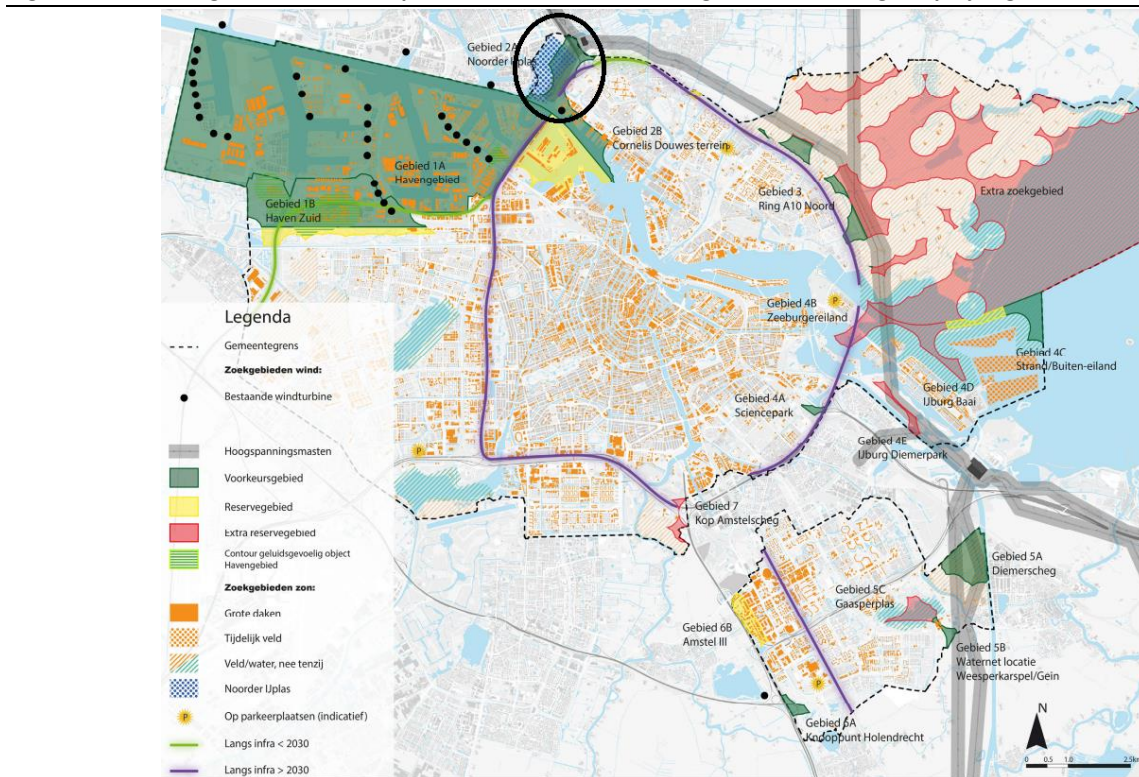 Gebied 2A
Noorder IJplas
Gebied 2B
Cornelis Douwes terrein
Gebied 1A
Havengebied
Gebied 1B
Haven Zuid
Gebied 3
Ring A10 Noord
Extra zoekgebied
Gebied 4B
Zeeburgereiland
P
P
Gebied 4C
Strand/Buiten-eiland
Gebied 4D
IJburg Baai
Gebied 4A
Sciencepark
Gebied 4E
IJburg Diemerpark
P
Gebied 7
Kop Amstelscheg
Gebied 5A
Diemerscheg
Gebied 5C
Gaasperplas
Gebied 6B
Amstel III
Gebied 5B
Waternet locatie
Weesperkarspel/Gein
P
Gebied 6A
Knooppunt Holendrecht
N
0 0.5 1.0 2.5km
Legenda
Gemeentegrens
Zoekgebieden wind:
Bestaande windturbine
Hoogspanningsmasten
Voorkeursgebied
Reservegebied
Extra reservegebied
Contour geluidsgevoelig object
Havengebied
Zoekgebieden zon:
Grote daken
Tijdelijk veld
Veld/water, nee tenzij
Noorder IJplas
P
Op parkeerplaatsen (indicatief)
Langs infra < 2030
Langs infra > 2030